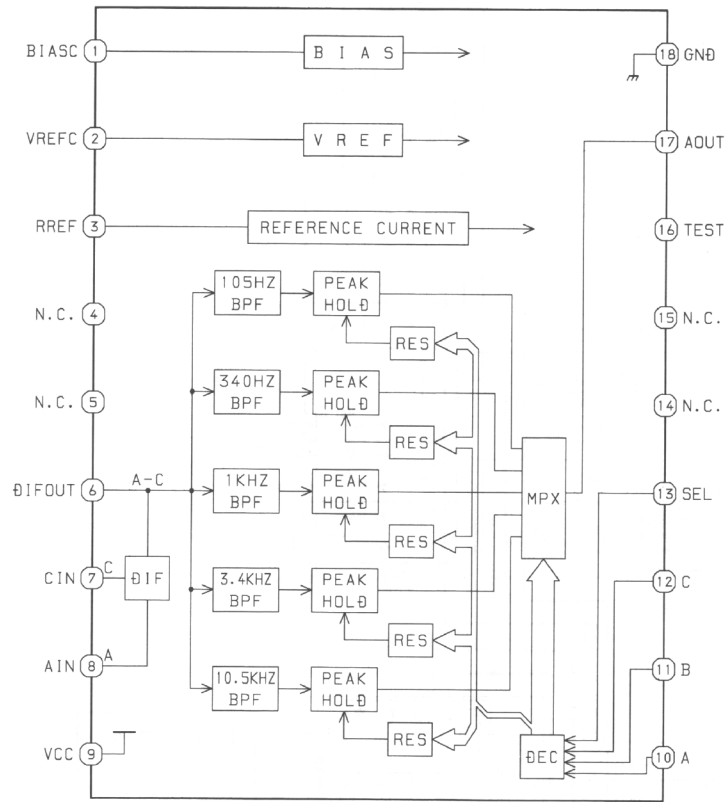 BIASC 1 BIAS 18 GND
VREFC 2 VREF 17 AOUT
RREF 3 REFERENCE CURRENT 16 TEST
105HZ BPF PEAK HOLD
N.C. 4 15 N.C.
RES
340HZ BPF PEAK HOLD
N.C. 5 14 N.C.
RES
DIFOUT 6 A-C 1KHZ BPF PEAK HOLD MPX 13 SEL
RES
CIN 7 C DIF 3.4KHZ BPF PEAK HOLD 12 C
RES
AIN 8 A 10.5KHZ BPF PEAK HOLD 11 B
RES
VCC 9 DEC 10 A